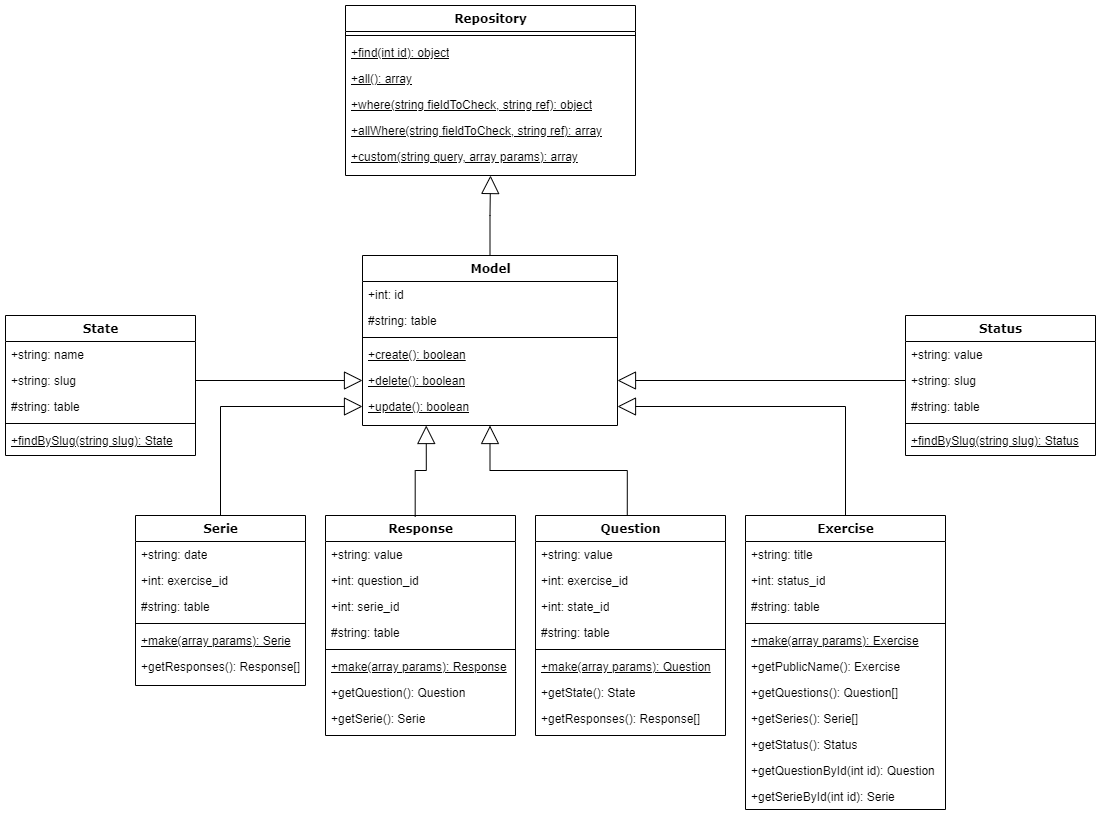 Repository
+find(int id): object
+all(): array
+where(string fieldToCheck, string ref): object
+allWhere(string fieldToCheck, string ref): array
+custom(string query, array params): array
Model
+int: id
#string: table
+create(): boolean
+delete(): boolean
+update(): boolean
State
+string: name
+string: slug
#string: table
+findBySlug(string slug): State
Status
+string: value
+string: slug
#string: table
+findBySlug(string slug): Status
Serie
+string: date
+int: exercise_id
#string: table
+make(array params): Serie
+getResponses(): Response[]
Response
+string: value
+int: question_id
+int: serie_id
#string: table
+make(array params): Response
+getQuestion(): Question
+getSerie(): Serie
Question
+string: value
+int: exercise_id
+int: state_id
#string: table
+make(array params): Question
+getState(): State
+getResponses(): Response[]
Exercise
+string: title
+int: status_id
#string: table
+make(array params): Exercise
+getPublicName(): Exercise
+getQuestions(): Question[]
+getSeries(): Serie[]
+getStatus(): Status
+getQuestionById(int id): Question
+getSerieById(int id): Serie